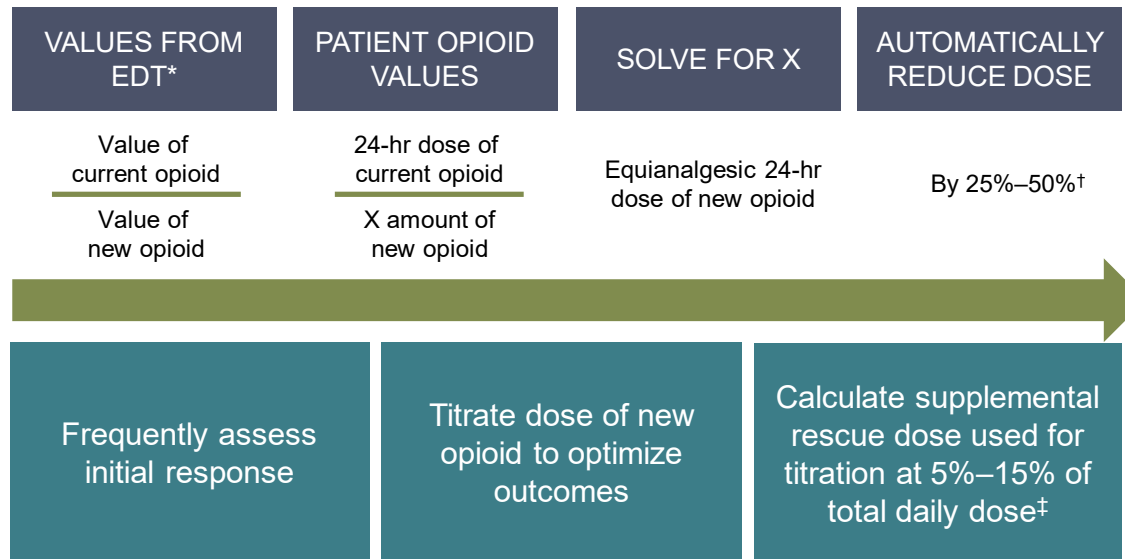 VALUES FROM
EDT*
PATIENT OPIOID
VALUES
SOLVE FOR X
AUTOMATICALLY
REDUCE DOSE
Value of
current opioid
Value of
new opioid
24-hr dose of
current opioid
X amount of
new opioid
Equianalgesic 24-hr
dose of new opioid
By 25%–50%†
Frequently assess
initial response
Titrate dose of new
opioid to optimize
outcomes
Calculate supplemental
rescue dose used for
titration at 5%–15% of
total daily dose‡